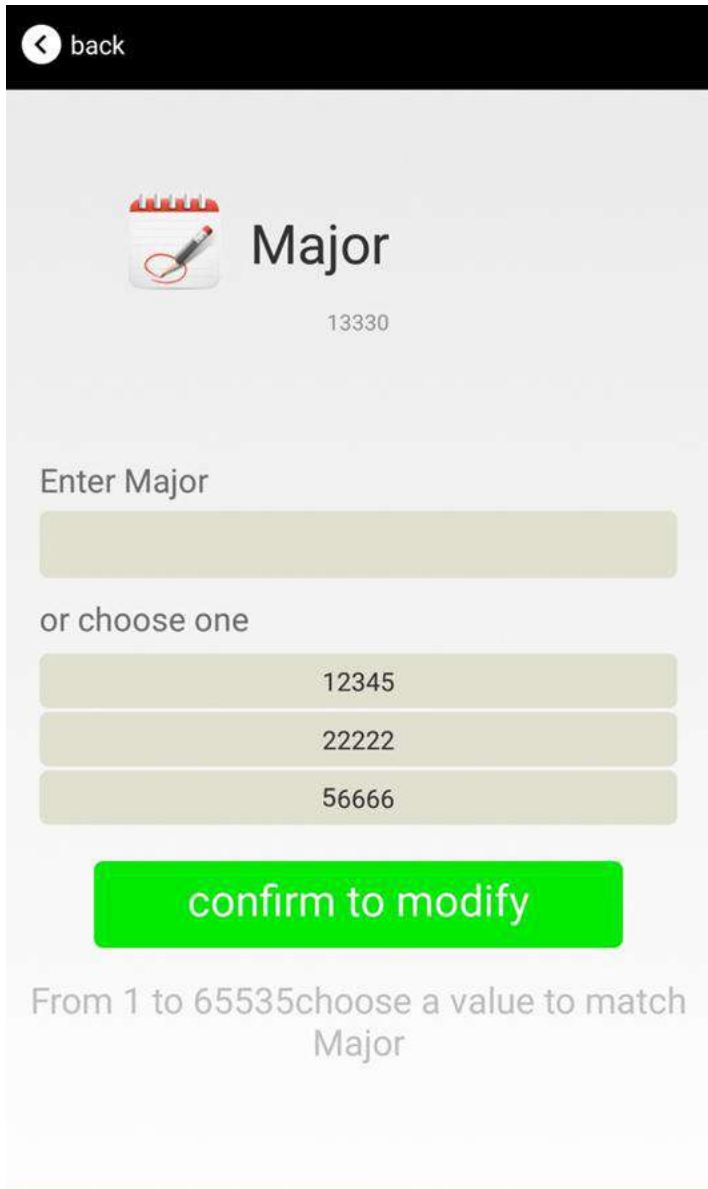 back
Major
13330
Enter Major
or choose one
12345
22222
56666
confirm to modify
From 1 to 65535choose a value to match
Major